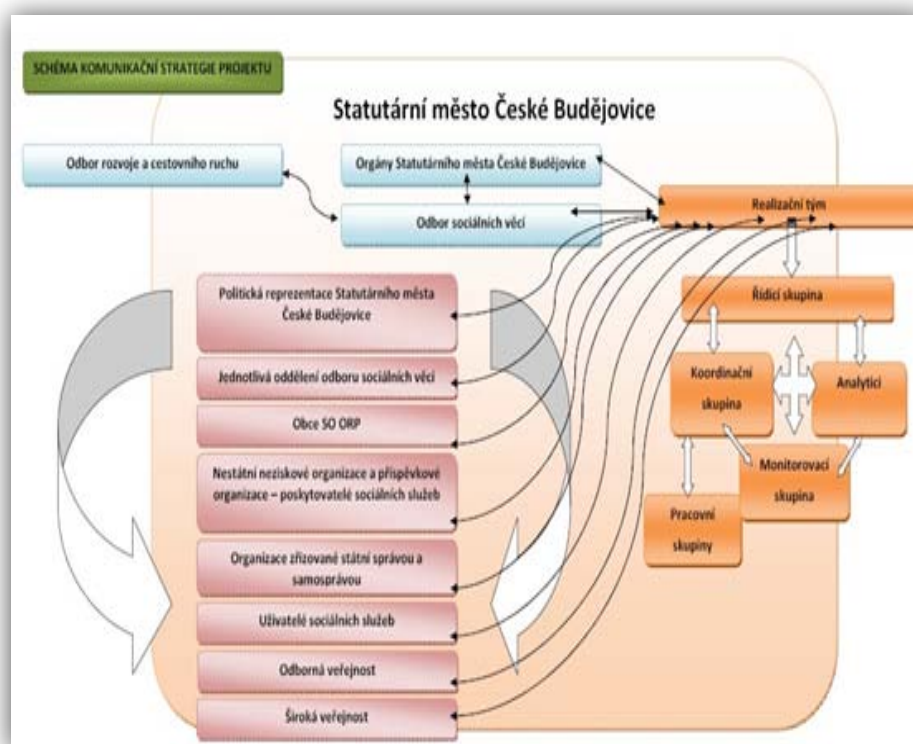 SCHÉMA KOMUNIKAČNÍ STRATEGIE PROJEKTU
Statutární město České Budějovice
Odbor rozvoje a cestovního ruchu
Orgány Statutárního města České Budějovice
Odbor sociálních věcí
Realizační tým
Politická reprezentace Statutárního města
České Budějovice
Jednotlivá oddělení odboru sociálních věcí
Obce SO ORP
Nestátní neziskové organizace a příspěvkové
organizace – poskytovatelé sociálních služeb
Organizace zřizované státní správou a
samosprávou
Uživatelé sociálních služeb
Odborná veřejnost
Široká veřejnost
Řídící skupina
Koordinační
skupina
Analytici
Monitorovací
skupina
Pracovní
skupiny